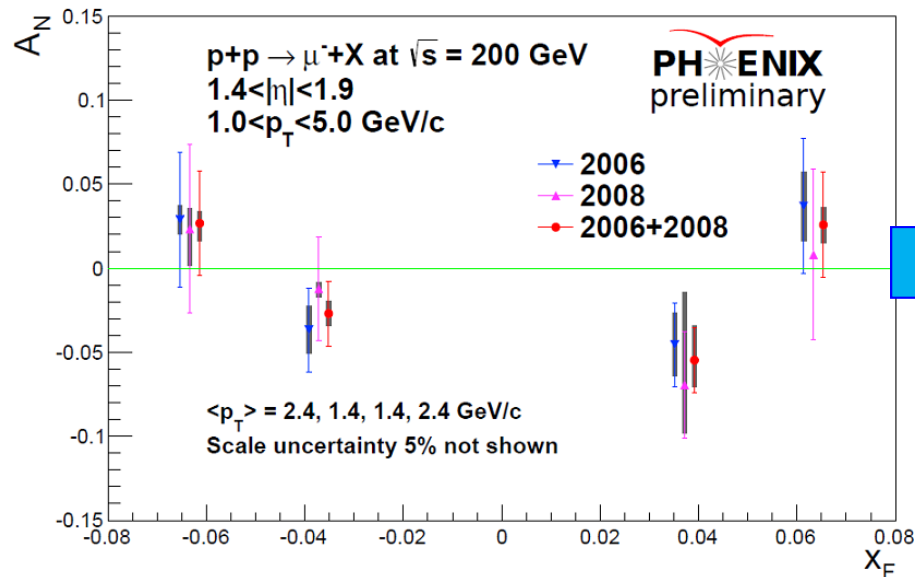 A_N
0.15
0.1
0.05
0
-0.05
-0.1
-0.15
p+p → μ⁻+X at √s = 200 GeV
1.4<|η|<1.9
1.0<p_T<5.0 GeV/c
PHENIX
preliminary
2006
2008
2006+2008
<p_T> = 2.4, 1.4, 1.4, 2.4 GeV/c
Scale uncertainty 5% not shown
-0.08 -0.06 -0.04 -0.02 0 0.02 0.04 0.06 0.08
x_F